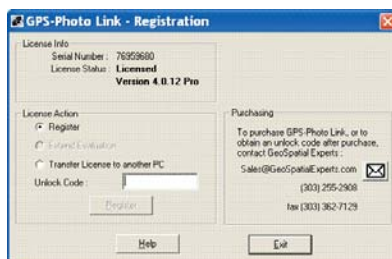 GPS-Photo Link - Registration
License Info
Serial Number : 76959680
License Status : Licensed
Version 4.0.12 Pro
License Action
Register
Extend Evaluation
Transfer License to another PC
Unlock Code :
Register
Purchasing
To purchase GPS-Photo Link, or to
obtain an unlock code after purchase,
contact GeoSpatial Experts :
Sales@GeoSpatialExperts.com
(303) 255-2908
fax (303) 362-7129
Help
Exit